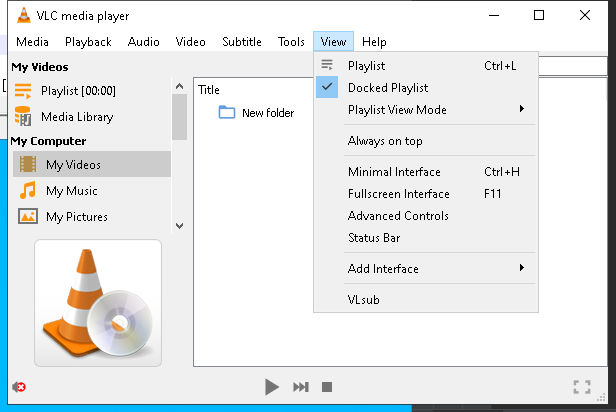 VLC media player
Media Playback Audio Video Subtitle Tools View Help
My Videos
Playlist [00:00]
Media Library
My Computer
My Videos
My Music
My Pictures
Title
New folder
Playlist Ctrl+L
Docked Playlist
Playlist View Mode
Always on top
Minimal Interface Ctrl+H
Fullscreen Interface F11
Advanced Controls
Status Bar
Add Interface
VLsub